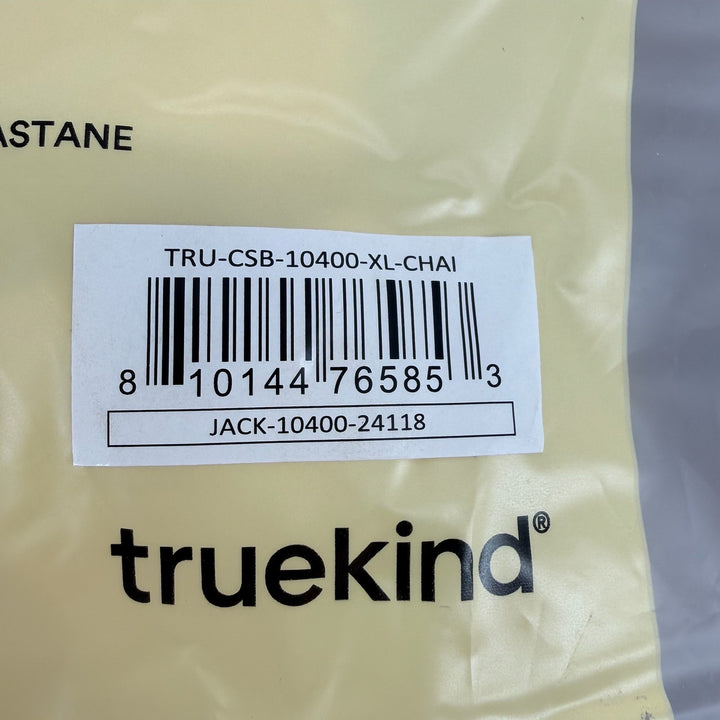 ASTANE
TRU-CSB-10400-XL-CHAI
8 10144 76585 3
JACK-10400-24118
truekind®